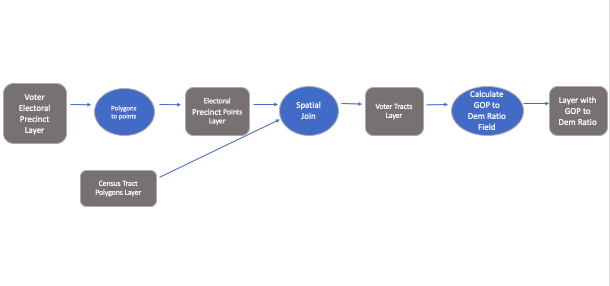 Voter
Electoral
Precinct
Layer
Polygons
to points
Electoral
Precinct Points
Layer
Spatial
Join
Voter Tracts
Layer
Calculate
GOP to
Dem Ratio
Field
Layer with
GOP to
Dem Ratio
Census Tract
Polygons Layer